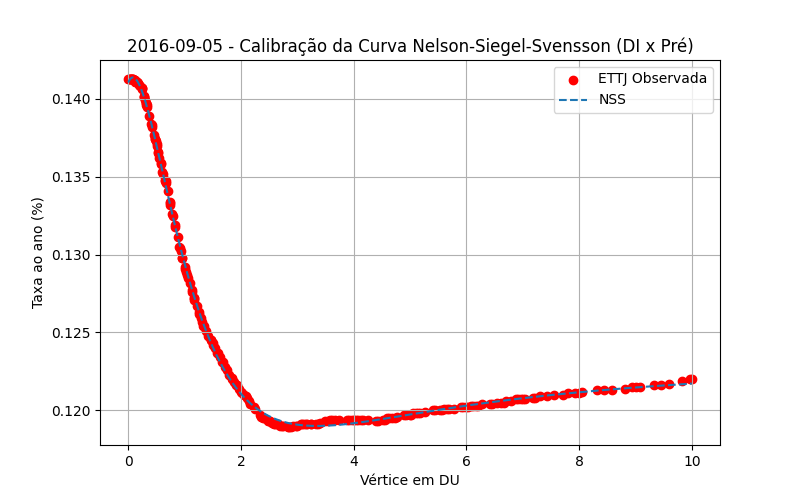 2016-09-05 - Calibração da Curva Nelson-Siegel-Svensson (DI x Pré)
ETTJ Observada
NSS
Taxa ao ano (%)
0.140
0.135
0.130
0.125
0.120
0 2 4 6 8 10
Vértice em DU